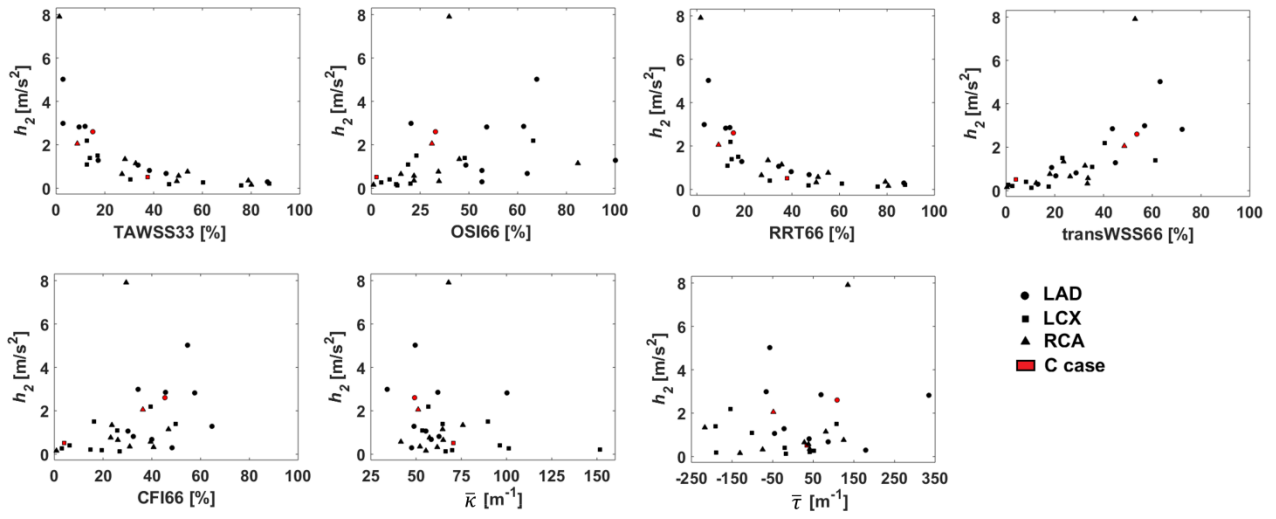 h₂ [m/s²]
8
6
4
2
0
0 20 40 60 80 100
TAWSS33 [%]
h₂ [m/s²]
8
6
4
2
0
0 25 50 75 100
OSI66 [%]
h₂ [m/s²]
8
6
4
2
0
0 20 40 60 80 100
RRT66 [%]
h₂ [m/s²]
8
6
4
2
0
0 20 40 60 80 100
transWSS66 [%]
h₂ [m/s²]
8
6
4
2
0
0 20 40 60 80 100
CFI66 [%]
h₂ [m/s²]
8
6
4
2
0
25 50 75 100 125 150
κ̅ [m⁻¹]
h₂ [m/s²]
8
6
4
2
0
-250 -150 -50 50 150 250 350
τ̅ [m⁻¹]
LAD
LCX
RCA
C case